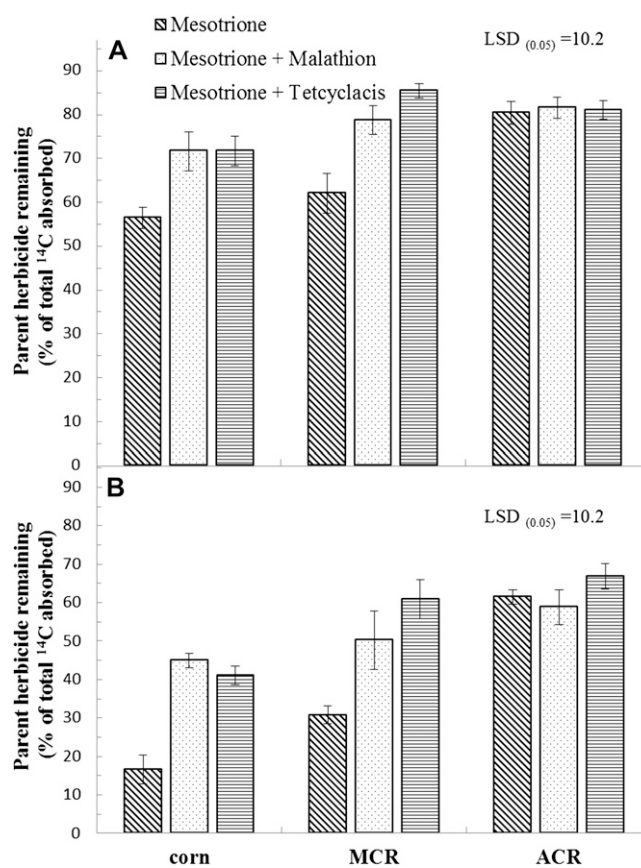 A
Mesotrione
Mesotrione + Malathion
Mesotrione + Tetcyclacis
LSD (0.05) =10.2
Parent herbicide remaining
(% of total 14C absorbed)
90
80
70
60
50
40
30
20
10
0
B
LSD (0.05) =10.2
Parent herbicide remaining
(% of total 14C absorbed)
90
80
70
60
50
40
30
20
10
0
corn MCR ACR